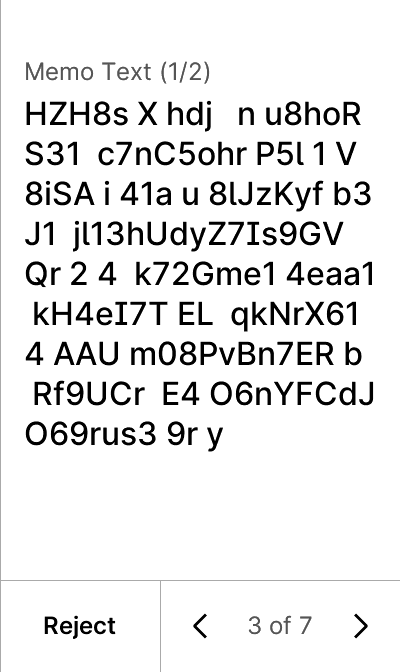 Memo Text (1/2)
HZH8s X hdj   n u8hoR
S31  c7nC5ohr P5l 1 V
8iSA i 41a u 8lJzKyf b3
J1  jl13hUdyZ7Is9GV
Qr 2 4  k72Gme1 4eaa1
 kH4eI7T EL  qkNrX61
4 AAU m08PvBn7ER b
 Rf9UCr  E4 O6nYFCdJ
O69rus3 9r y
Reject
3 of 7